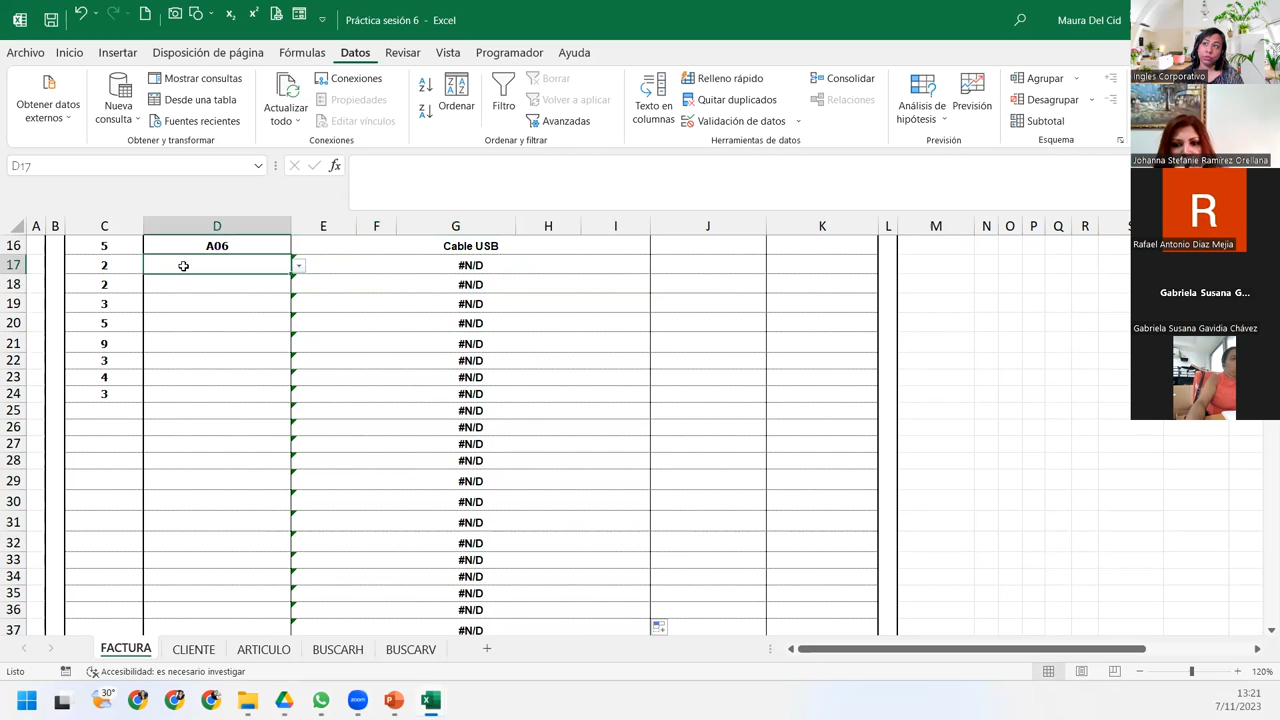 Práctica sesión 6 - Excel
Maura Del Cid
Archivo Inicio Insertar Disposición de página Fórmulas Datos Revisar Vista Programador Ayuda
Obtener datos externos
Nueva consulta
Mostrar consultas
Desde una tabla
Fuentes recientes
Obtener y transformar
Actualizar todo
Conexiones
Propiedades
Editar vínculos
Conexiones
Ordenar
Filtro
Borrar
Volver a aplicar
Avanzadas
Ordenar y filtrar
Texto en columnas
Relleno rápido
Quitar duplicados
Validación de datos
Consolidar
Relaciones
Herramientas de datos
Análisis de hipótesis
Previsión
Previsión
Agrupar
Desagrupar
Subtotal
Esquema
D17
fx
A B C D E F G H I J K L M N O P Q R S
16 5 A06 Cable USB
17 2 #N/D
18 2 #N/D
19 3 #N/D
20 5 #N/D
21 9 #N/D
22 3 #N/D
23 4 #N/D
24 3 #N/D
25 #N/D
26 #N/D
27 #N/D
28 #N/D
29 #N/D
30 #N/D
31 #N/D
32 #N/D
33 #N/D
34 #N/D
35 #N/D
36 #N/D
37 #N/D
FACTURA CLIENTE ARTICULO BUSCARH BUSCARV
Listo
Accesibilidad: es necesario investigar
120%
30°
zoom
13:21
7/11/2023
Ingles Corporativo
Johanna Stefanie Ramírez Orellana
R
Rafael Antonio Diaz Mejia
Gabriela Susana G...
Gabriela Susana Gavidia Chávez